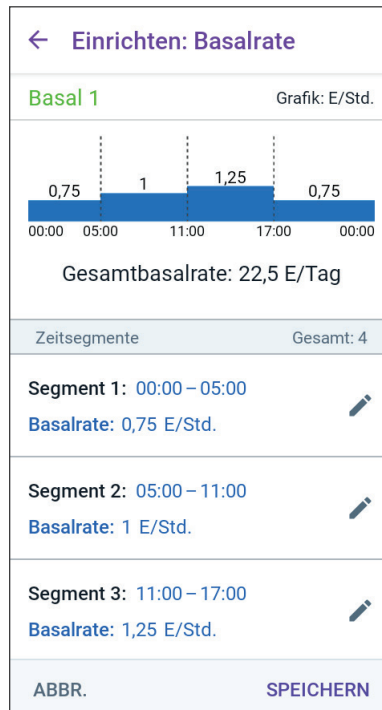 Einrichten: Basalrate
Basal 1 Grafik: E/Std.
0,75 1 1,25 0,75
00:00 05:00 11:00 17:00 00:00
Gesamtbasalrate: 22,5 E/Tag
Zeitsegmente Gesamt: 4
Segment 1: 00:00 – 05:00
Basalrate: 0,75 E/Std.
Segment 2: 05:00 – 11:00
Basalrate: 1 E/Std.
Segment 3: 11:00 – 17:00
Basalrate: 1,25 E/Std.
ABBR. SPEICHERN